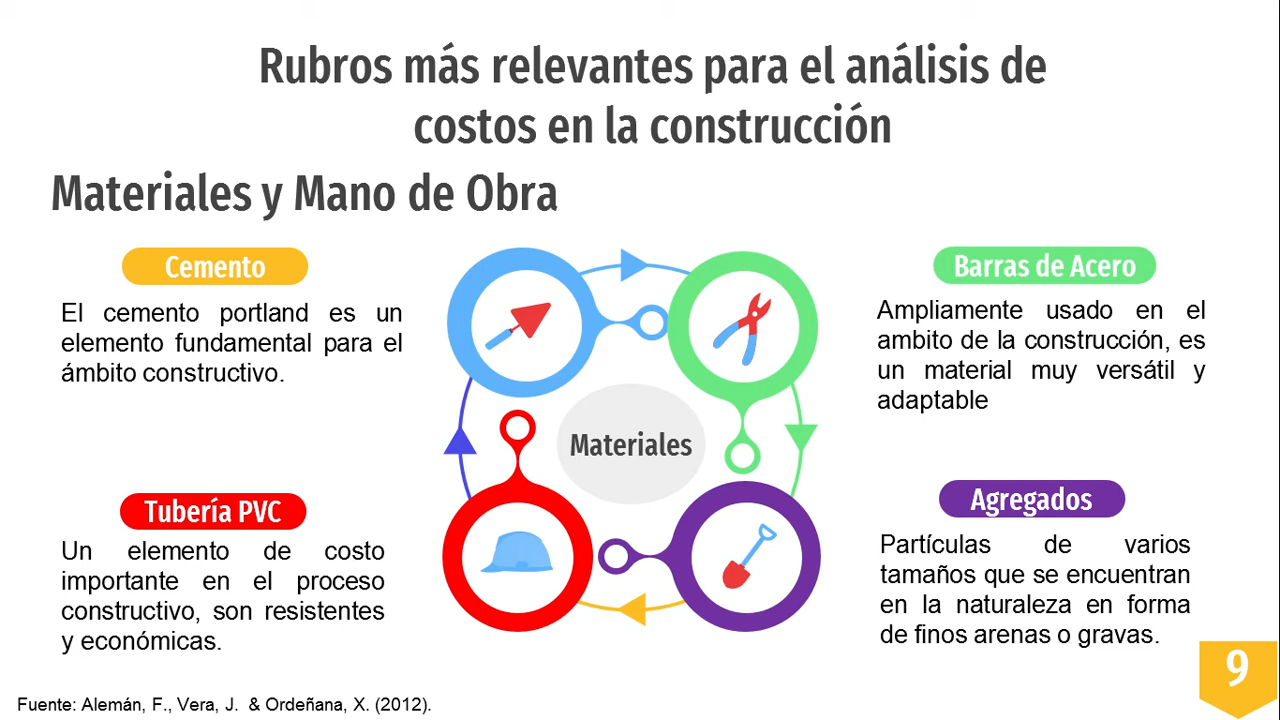 Rubros más relevantes para el análisis de
costos en la construcción
Materiales y Mano de Obra
Cemento
El cemento portland es un
elemento fundamental para el
ámbito constructivo.
Barras de Acero
Ampliamente usado en el
ambito de la construcción, es
un material muy versátil y
adaptable
Materiales
Tubería PVC
Un elemento de costo
importante en el proceso
constructivo, son resistentes
y económicas.
Agregados
Partículas de varios
tamaños que se encuentran
en la naturaleza en forma
de finos arenas o gravas.
9
Fuente: Alemán, F., Vera, J. & Ordeñana, X. (2012).